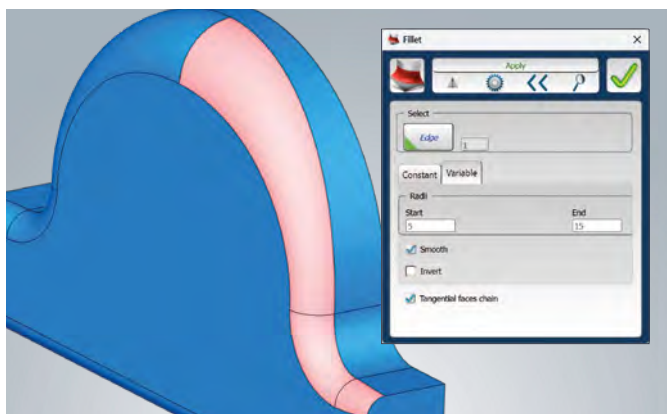 Fillet
Apply
Select
Edge
1
Constant Variable
Radii
Start End
5 15
Smooth
Invert
Tangential faces chain